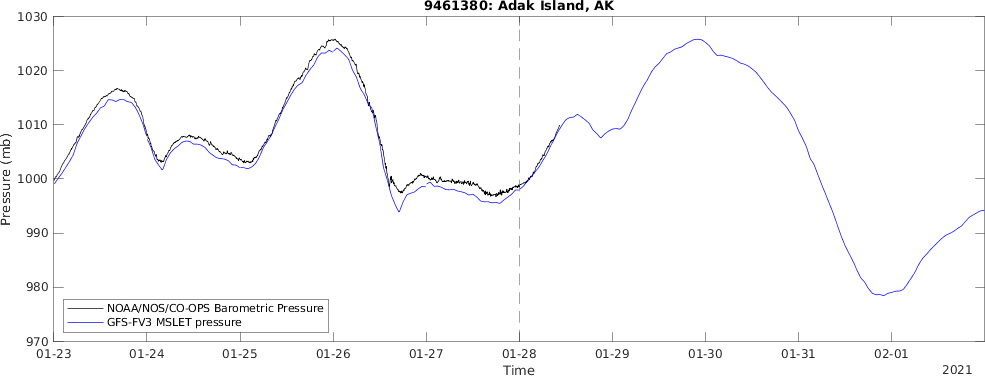 9461380: Adak Island, AK
1030
1020
1010
1000
990
980
970
Pressure (mb)
NOAA/NOS/CO-OPS Barometric Pressure
GFS-FV3 MSLET pressure
01-23 01-24 01-25 01-26 01-27 01-28 01-29 01-30 01-31 02-01
Time
2021